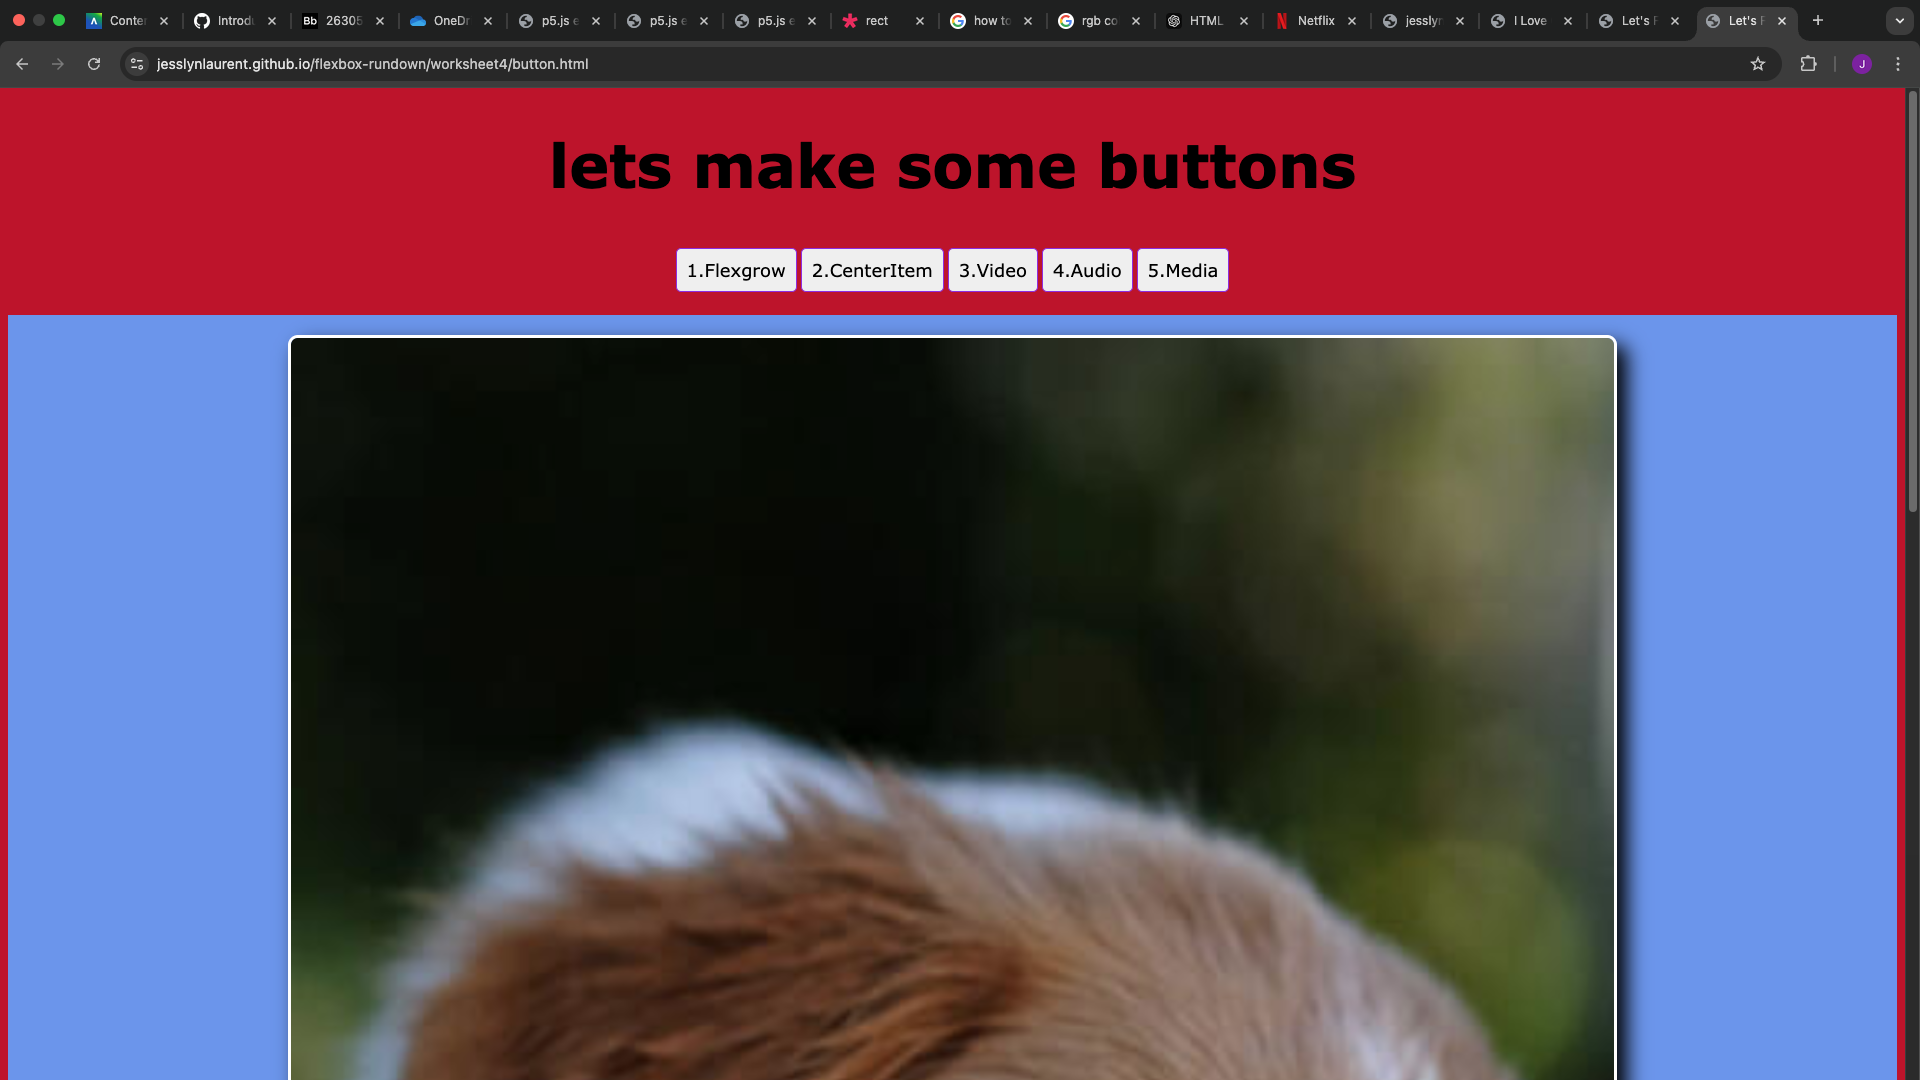 Conter
Introdu
Bb 26305
OneDr
p5.js e
p5.js e
p5.js e
rect
how to
rgb co
HTML
Netflix
jesslyr
I Love
Let's F
Let's F
jesslynlaurent.github.io/flexbox-rundown/worksheet4/button.html
J
lets make some buttons
1.Flexgrow 2.CenterItem 3.Video 4.Audio 5.Media